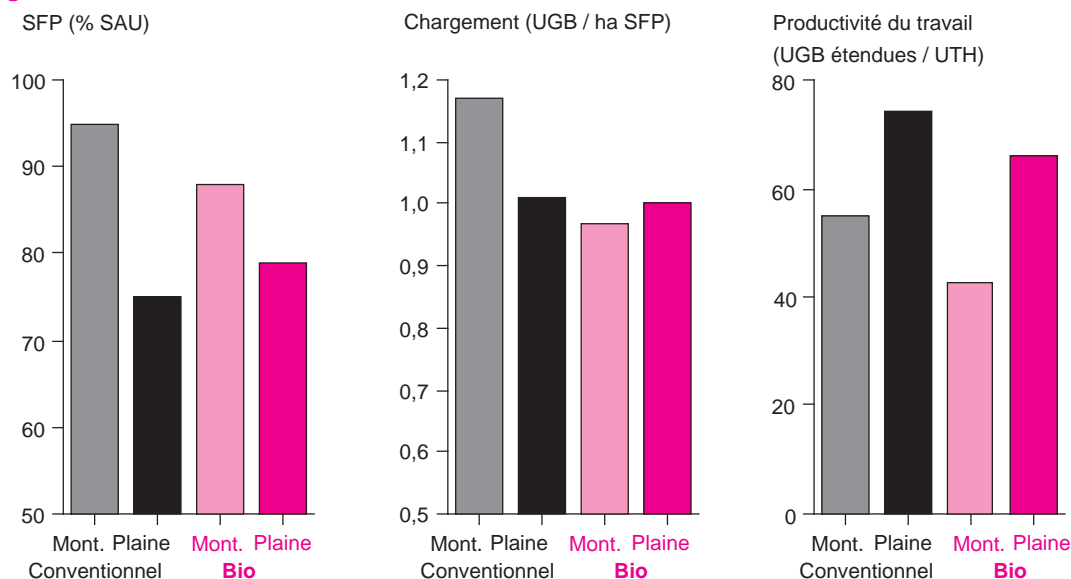 SFP (% SAU)
100
90
80
70
60
50
Mont. Plaine Mont. Plaine
Conventionnel Bio
Chargement (UGB / ha SFP)
1,2
1,1
1,0
0,9
0,8
0,7
0,6
0,5
Mont. Plaine Mont. Plaine
Conventionnel Bio
Productivité du travail
(UGB étendues / UTH)
80
60
40
20
0
Mont. Plaine Mont. Plaine
Conventionnel Bio